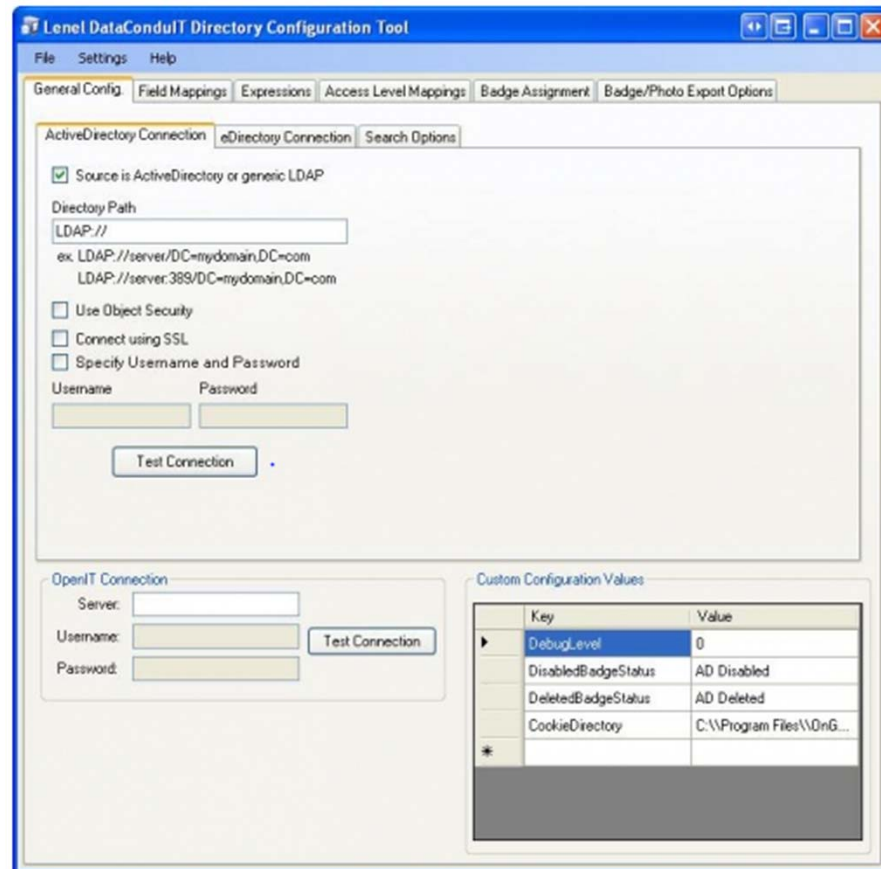 Lenel DataConduIT Directory Configuration Tool
File Settings Help
General Config. Field Mappings Expressions Access Level Mappings Badge Assignment Badge/Photo Export Options
ActiveDirectory Connection eDirectory Connection Search Options
Source is ActiveDirectory or generic LDAP
Directory Path
LDAP://
ex. LDAP://server/DC=mydomain,DC=com
LDAP://server:389/DC=mydomain,DC=com
Use Object Security
Connect using SSL
Specify Username and Password
Username Password
Test Connection
OpenIT Connection
Server:
Username:
Test Connection
Password:
Custom Configuration Values
Key Value
DebugLevel 0
DisabledBadgeStatus AD Disabled
DeletedBadgeStatus AD Deleted
CookieDirectory C:\\Program Files\\OnG...